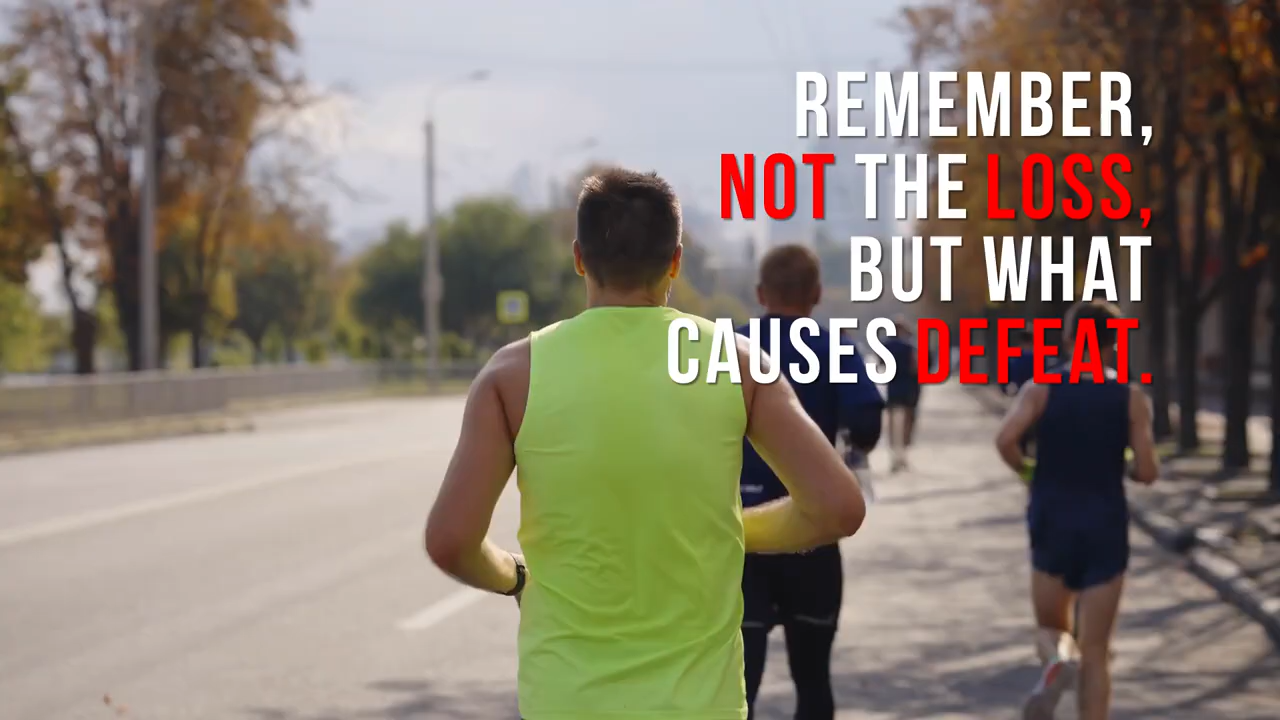 REMEMBER,
NOT THE LOSS,
BUT WHAT
CAUSES DEFEAT.